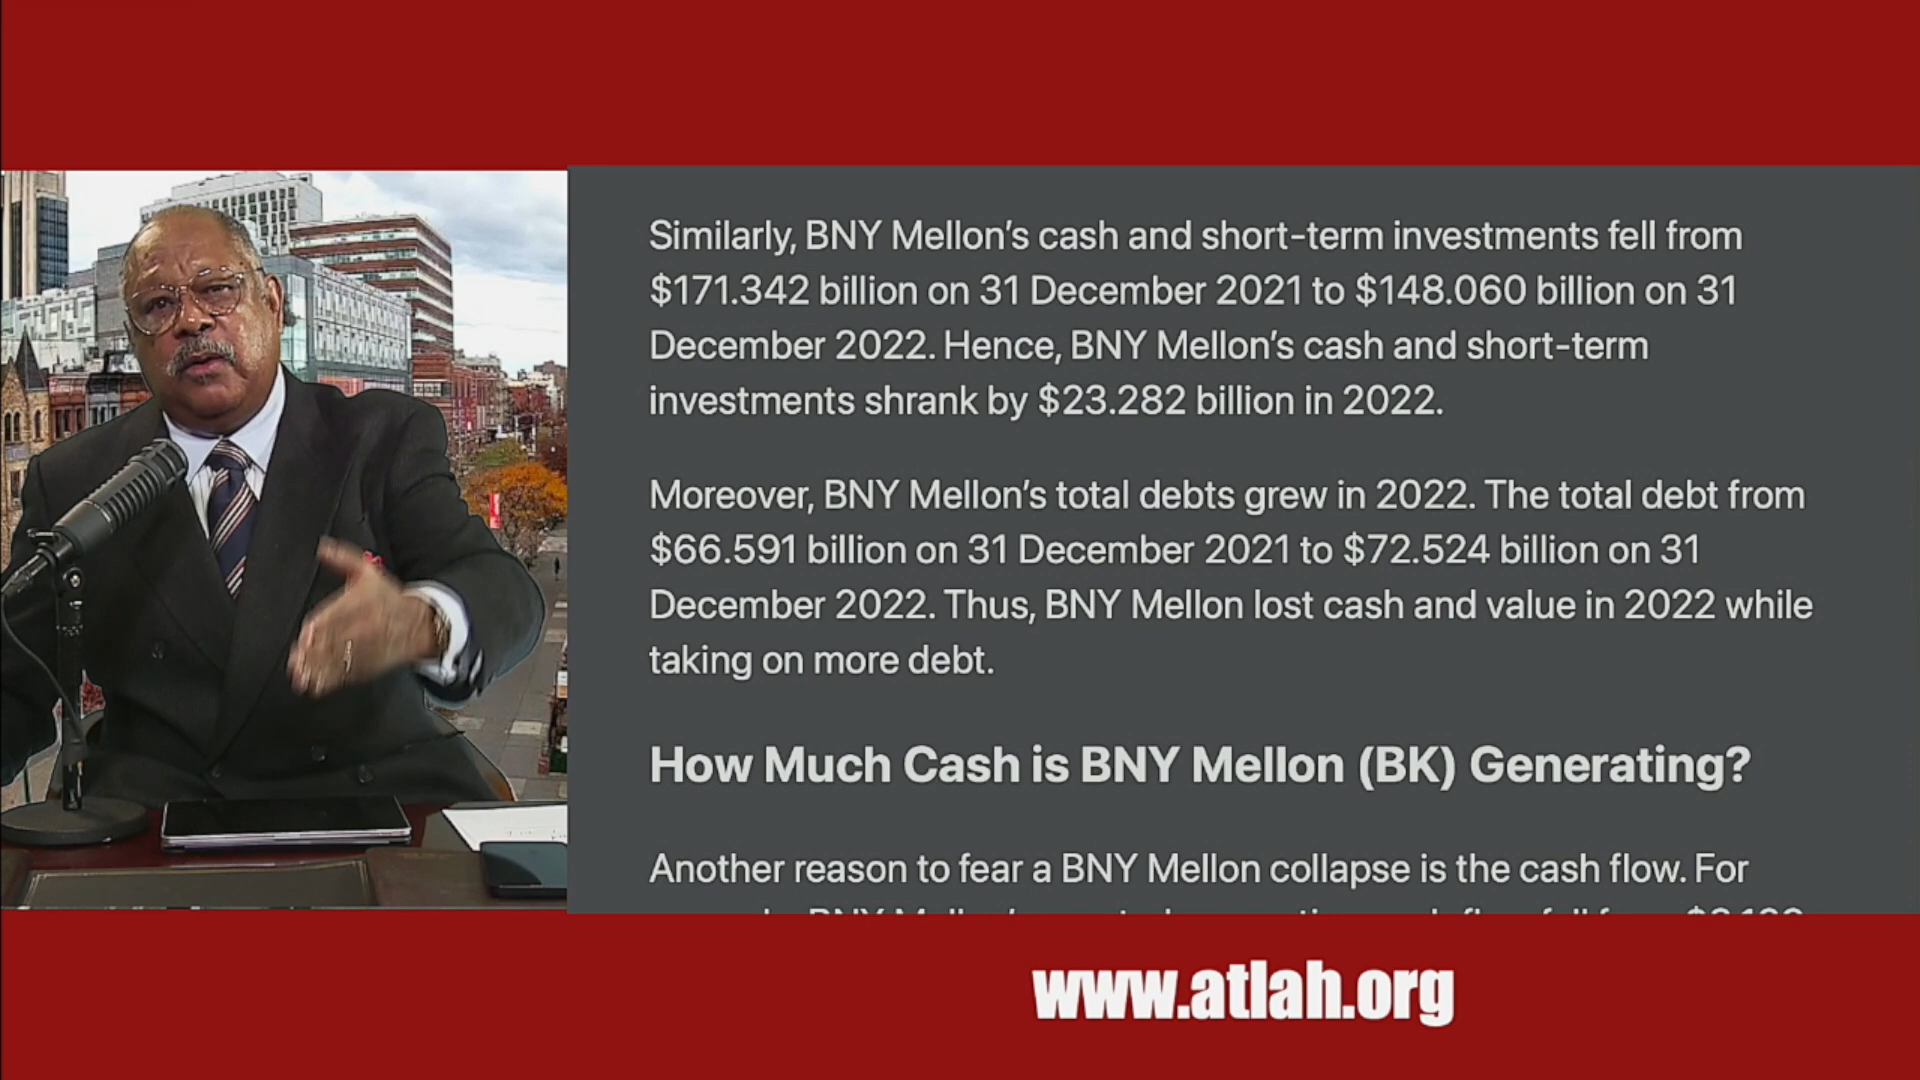 Similarly, BNY Mellon's cash and short-term investments fell from
$171.342 billion on 31 December 2021 to $148.060 billion on 31
December 2022. Hence, BNY Mellon's cash and short-term
investments shrank by $23.282 billion in 2022.
Moreover, BNY Mellon's total debts grew in 2022. The total debt from
$66.591 billion on 31 December 2021 to $72.524 billion on 31
December 2022. Thus, BNY Mellon lost cash and value in 2022 while
taking on more debt.
How Much Cash is BNY Mellon (BK) Generating?
Another reason to fear a BNY Mellon collapse is the cash flow. For
www.atlah.org